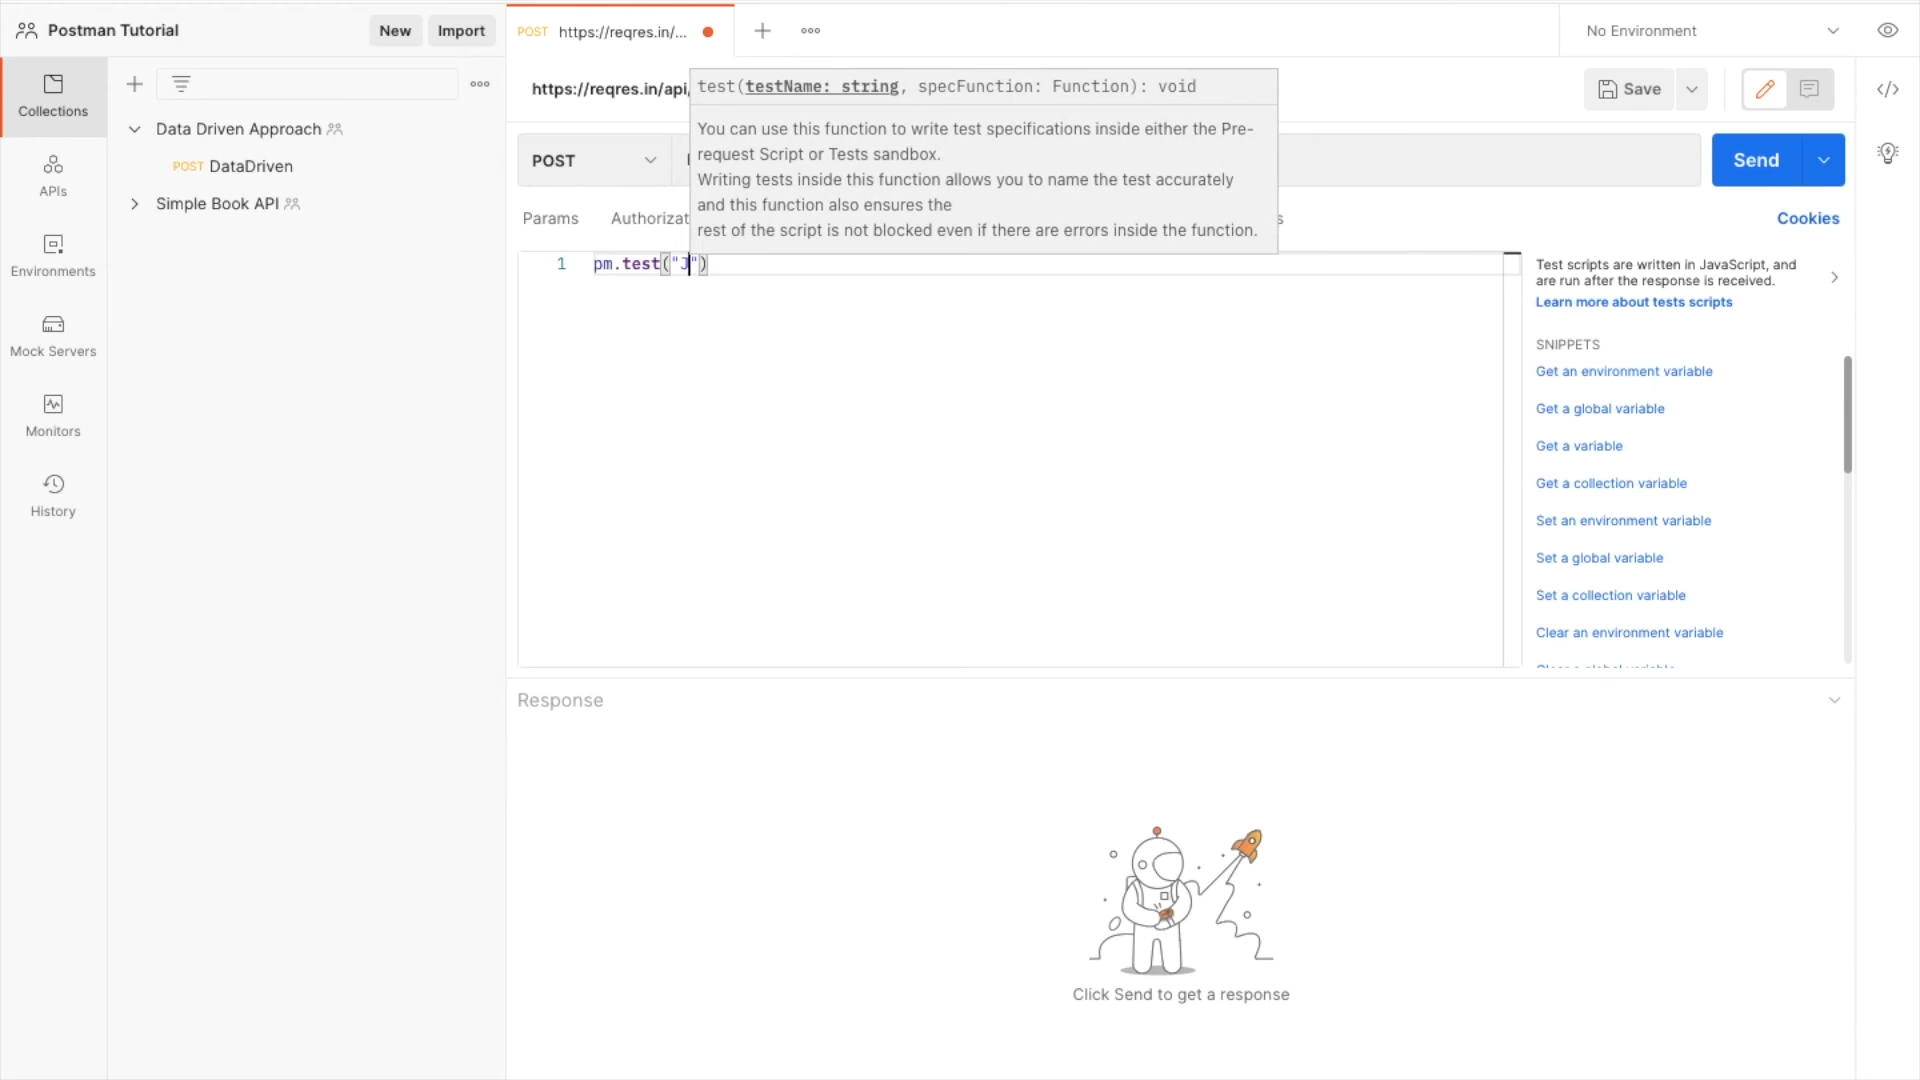 Postman Tutorial
New
Import
POST https://reqres.in/...
No Environment
Collections
APIs
Environments
Mock Servers
Monitors
History
Data Driven Approach
POST DataDriven
Simple Book API
https://reqres.in/api
Save
test(testName: string, specFunction: Function): void
You can use this function to write test specifications inside either the Pre-
request Script or Tests sandbox.
Writing tests inside this function allows you to name the test accurately
and this function also ensures the
rest of the script is not blocked even if there are errors inside the function.
POST
Send
Params
Authorizat
s
Cookies
1 pm.test("J")
Test scripts are written in JavaScript, and
are run after the response is received.
Learn more about tests scripts
SNIPPETS
Get an environment variable
Get a global variable
Get a variable
Get a collection variable
Set an environment variable
Set a global variable
Set a collection variable
Clear an environment variable
Response
Click Send to get a response